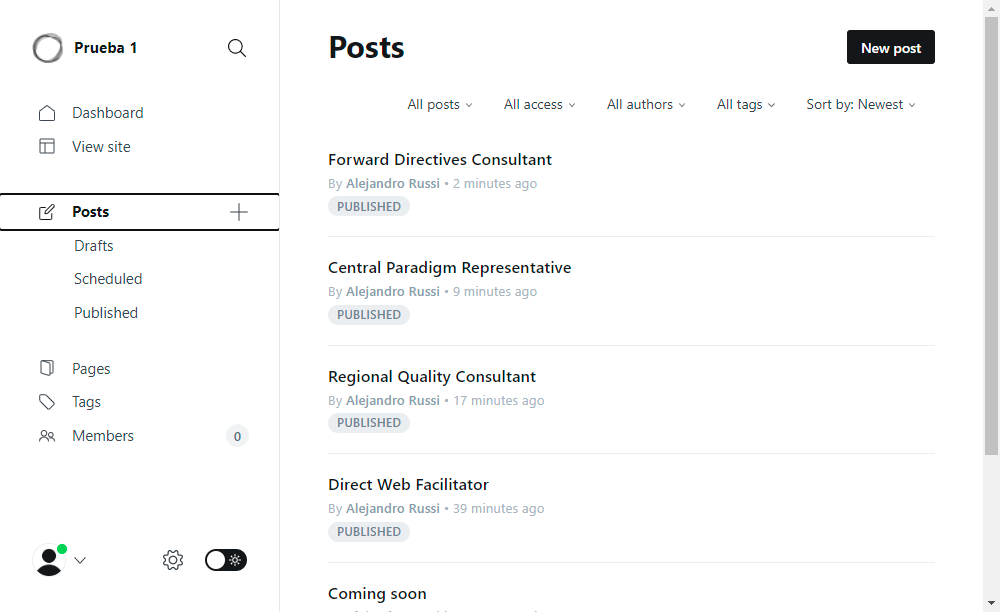 Prueba 1
Dashboard
View site
Posts
Drafts
Scheduled
Published
Pages
Tags
Members
0
Posts
New post
All posts
All access
All authors
All tags
Sort by: Newest
Forward Directives Consultant
By Alejandro Russi • 2 minutes ago
PUBLISHED
Central Paradigm Representative
By Alejandro Russi • 9 minutes ago
PUBLISHED
Regional Quality Consultant
By Alejandro Russi • 17 minutes ago
PUBLISHED
Direct Web Facilitator
By Alejandro Russi • 39 minutes ago
PUBLISHED
Coming soon